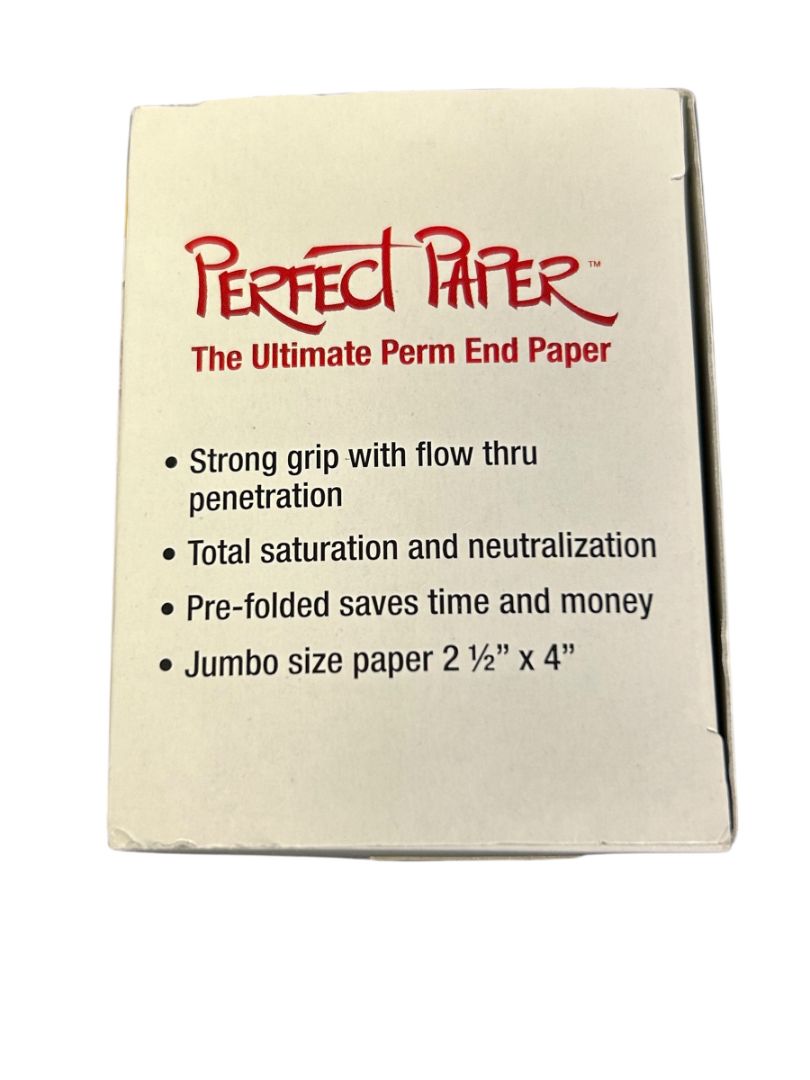 PERFECT PAPER™
The Ultimate Perm End Paper
• Strong grip with flow thru
penetration
• Total saturation and neutralization
• Pre-folded saves time and money
• Jumbo size paper 2 ½” x 4”